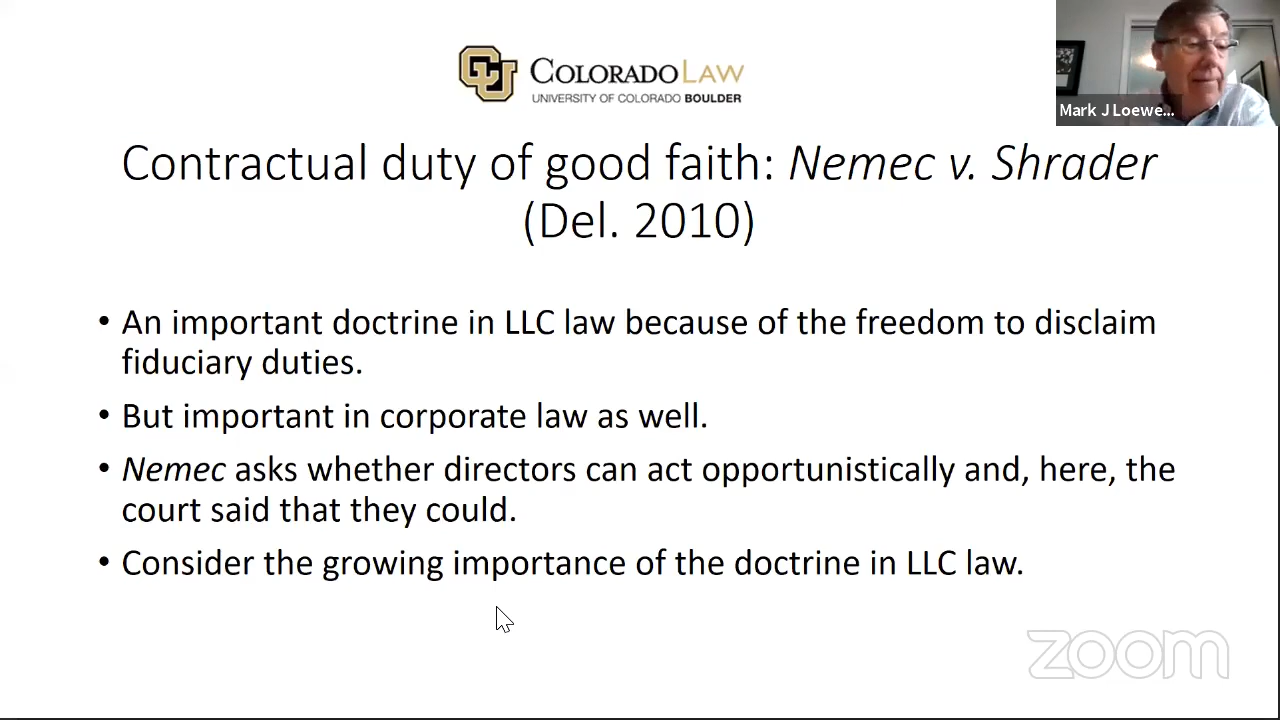 COLORADO LAW
UNIVERSITY OF COLORADO BOULDER
Mark J Loewe...
Contractual duty of good faith: Nemec v. Shrader
(Del. 2010)
• An important doctrine in LLC law because of the freedom to disclaim
fiduciary duties.
• But important in corporate law as well.
• Nemec asks whether directors can act opportunistically and, here, the
court said that they could.
• Consider the growing importance of the doctrine in LLC law.
zoom